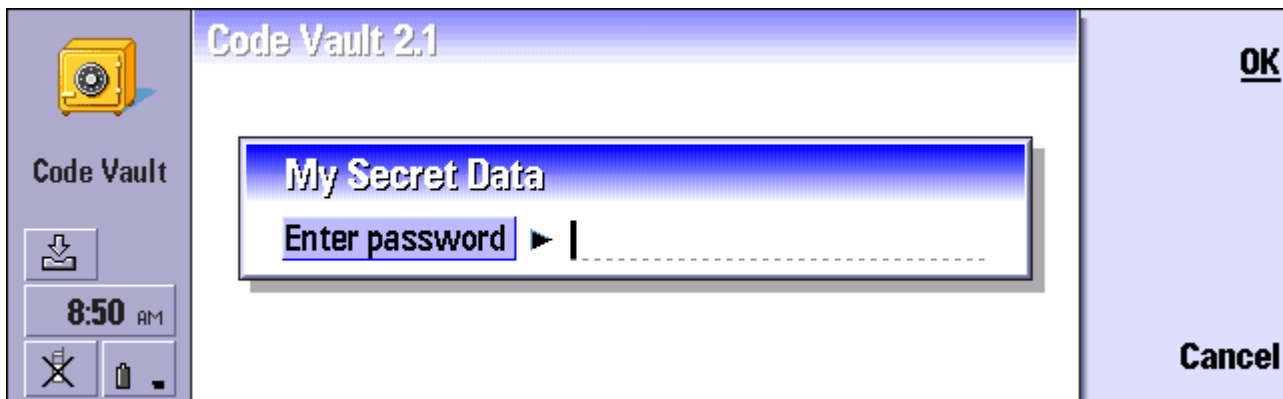 Code Vault 2.1
OK
Code Vault
My Secret Data
Enter password
8:50 AM
Cancel